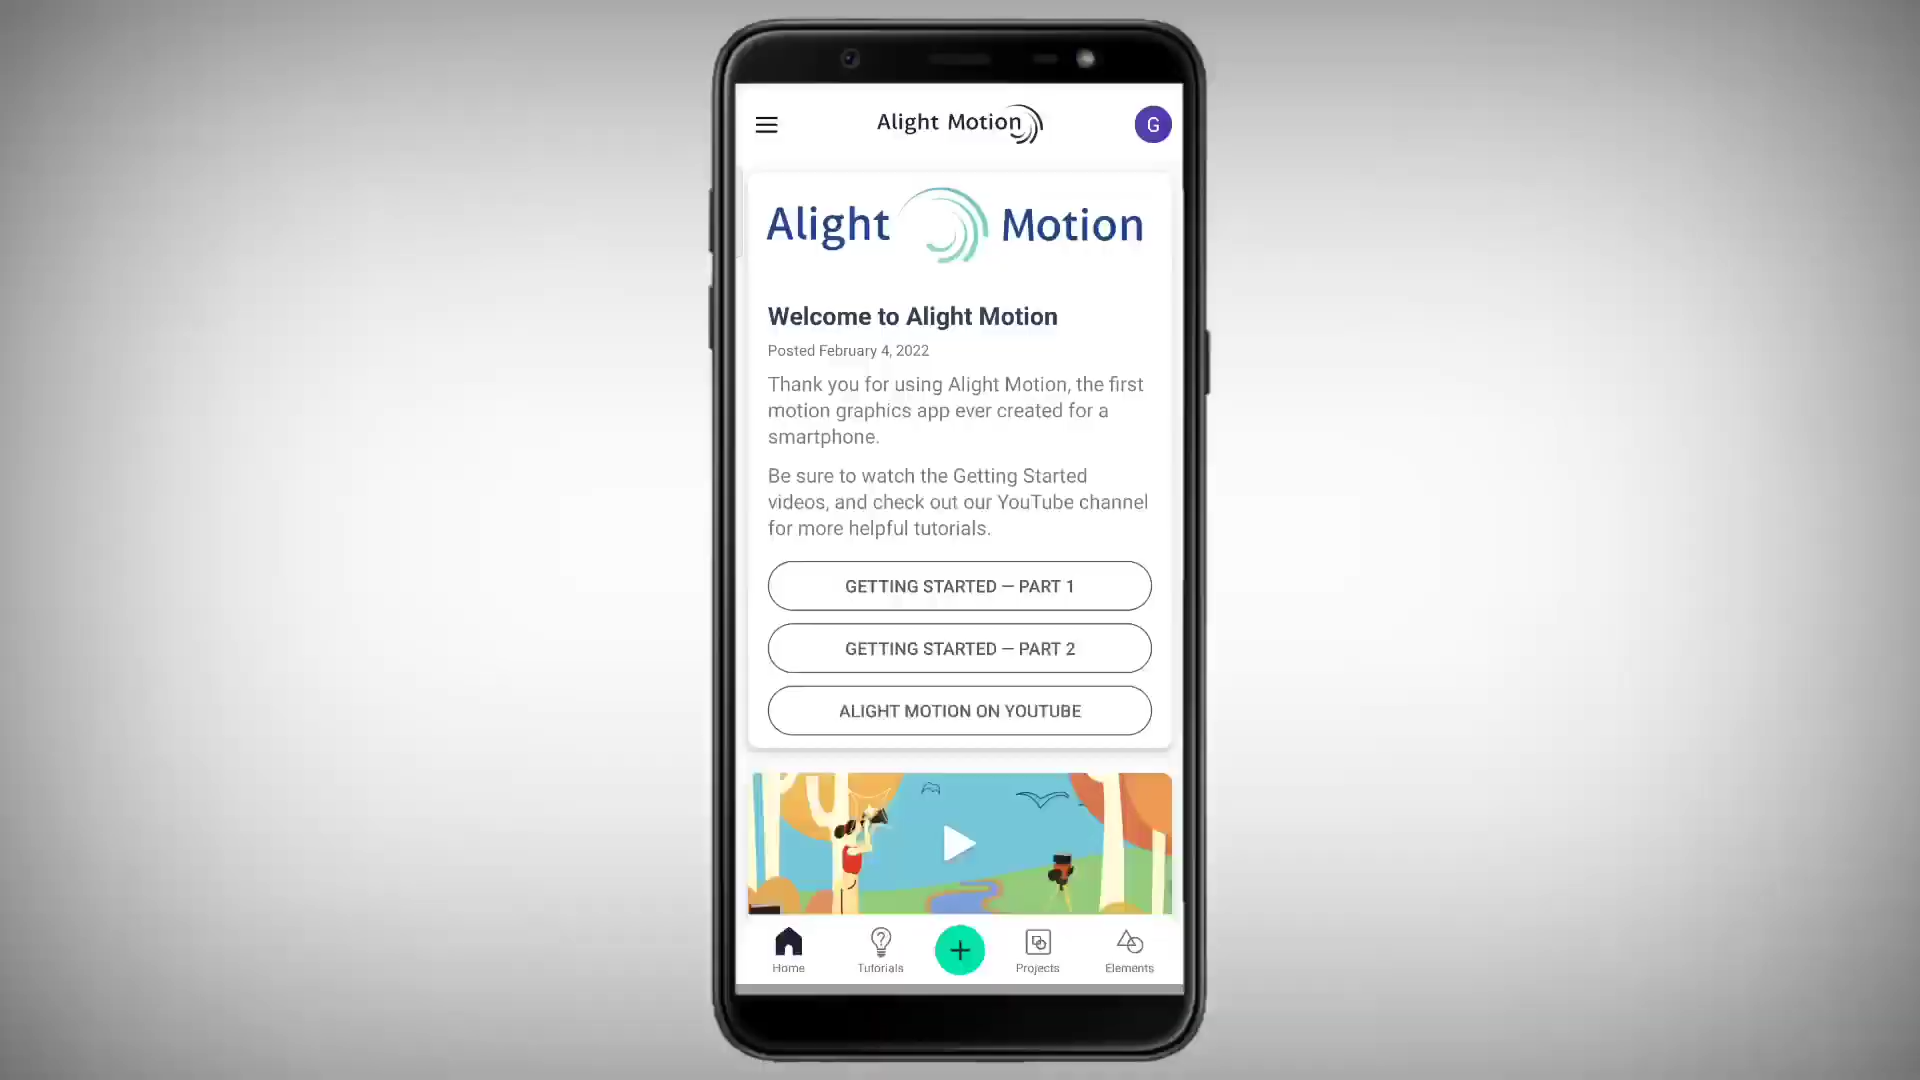 Alight Motion
G
Alight Motion
Welcome to Alight Motion
Posted February 4, 2022
Thank you for using Alight Motion, the first
motion graphics app ever created for a
smartphone.
Be sure to watch the Getting Started
videos, and check out our YouTube channel
for more helpful tutorials.
GETTING STARTED — PART 1
GETTING STARTED — PART 2
ALIGHT MOTION ON YOUTUBE
Home
Tutorials
Projects
Elements